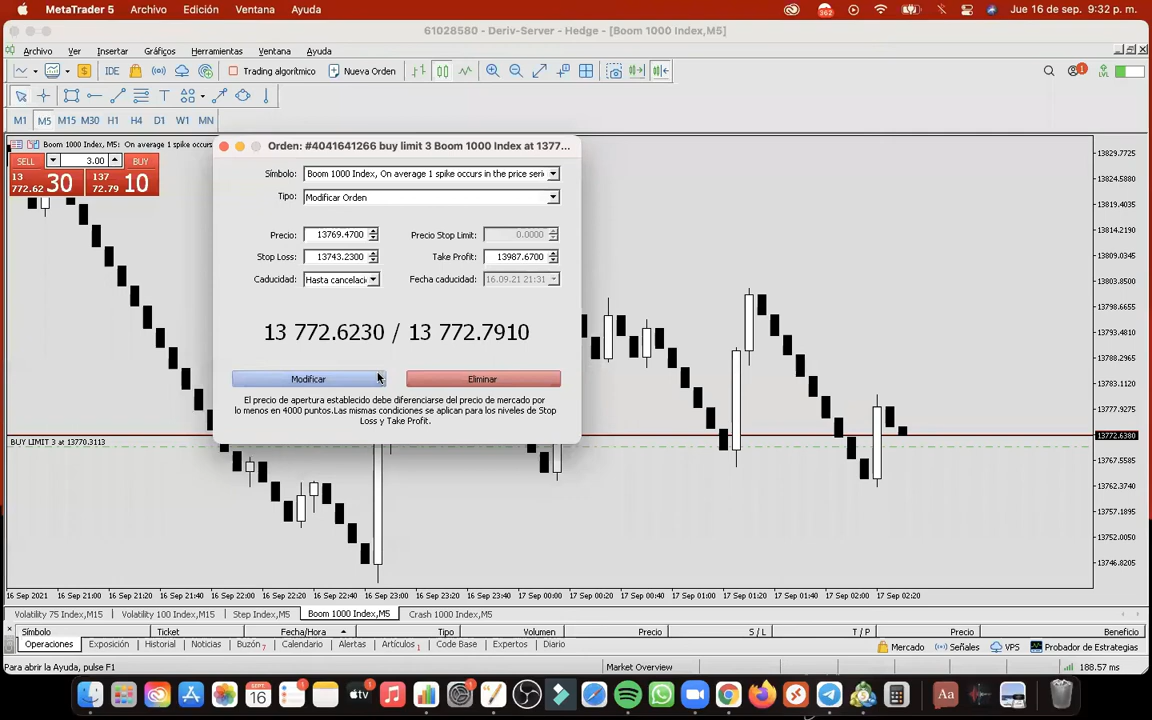 MetaTrader 5 Archivo Edición Ventana Ayuda 362 Jue 16 de sep. 9:32 p. m.
61028580 - Deriv-Server - Hedge - [Boom 1000 Index,M5]
Archivo Ver Insertar Gráficos Herramientas Ventana Ayuda
IDE Trading algorítmico Nueva Orden 1 LVL
T
M1 M5 M15 M30 H1 H4 D1 W1 MN
Boom 1000 Index, M5: On average 1 spike occurs
SELL 3.00 BUY
13 772.62 30 137 72.79 10
Orden: #4041641266 buy limit 3 Boom 1000 Index at 1377...
Símbolo: Boom 1000 Index, On average 1 spike occurs in the price seri
Tipo: Modificar Orden
Precio: 13769.4700 Precio Stop Limit: 0.0000
Stop Loss: 13743.2300 Take Profit: 13987.6700
Caducidad: Hasta cancelaci Fecha caducidad: 16.09.21 21:31
13 772.6230 / 13 772.7910
Modificar Eliminar
El precio de apertura establecido debe diferenciarse del precio de mercado por
lo menos en 4000 puntos.Las mismas condiciones se aplican para los niveles de Stop
Loss y Take Profit.
BUY LIMIT 3 at 13770.3113
13829.7775
13824.5880
13819.4035
13814.2190
13809.0345
13803.8500
13798.6655
13793.4810
13788.2965
13783.1120
13777.9275
13772.6380
13767.5585
13762.3740
13757.1895
13752.0050
13746.8205
16 Sep 2021 16 Sep 21:00 16 Sep 21:20 16 Sep 21:40 16 Sep 22:00 16 Sep 22:20 16 Sep 22:40 16 Sep 23:00 16 Sep 23:20 16 Sep 23:40 17 Sep 00:00 17 Sep 00:20 17 Sep 00:40 17 Sep 01:00 17 Sep 01:20 17 Sep 01:40 17 Sep 02:00 17 Sep 02:20
Volatility 75 Index,M15 Volatility 100 Index,M15 Step Index,M5 Boom 1000 Index,M5 Crash 1000 Index,M5
Símbolo Ticket Fecha/Hora Tipo Volumen Precio S / L T / P Precio Beneficio
Operaciones Exposición Historial Noticias Buzón 7 Calendario Alertas Artículos 1 Code Base Expertos Diario Mercado Señales VPS Probador de Estrategias
Para abrir la Ayuda, pulse F1 Market Overview 188.57 ms
SEP 16 tv Aa